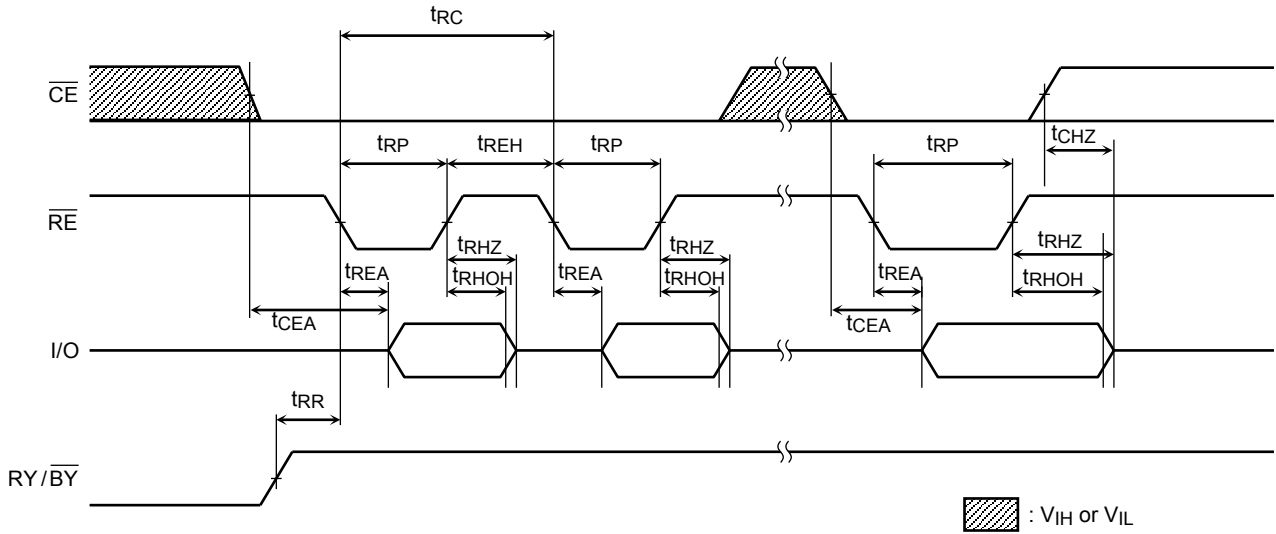 tRC
CE
tCHZ
tRP tREH tRP tRP
RE
tRHZ tRHZ tRHZ
tREA tRHOH tREA tRHOH tREA tRHOH
tCEA tCEA
I/O
tRR
RY/BY
: VIH or VIL